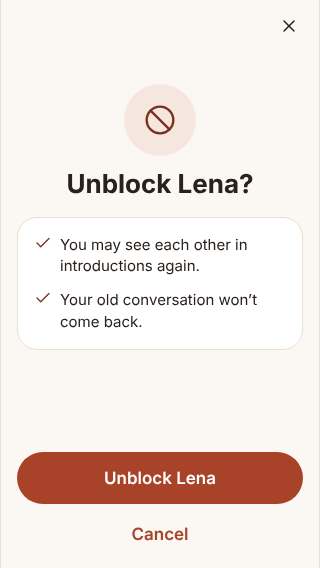 Unblock Lena?
You may see each other in
introductions again.
Your old conversation won’t
come back.
Unblock Lena
Cancel